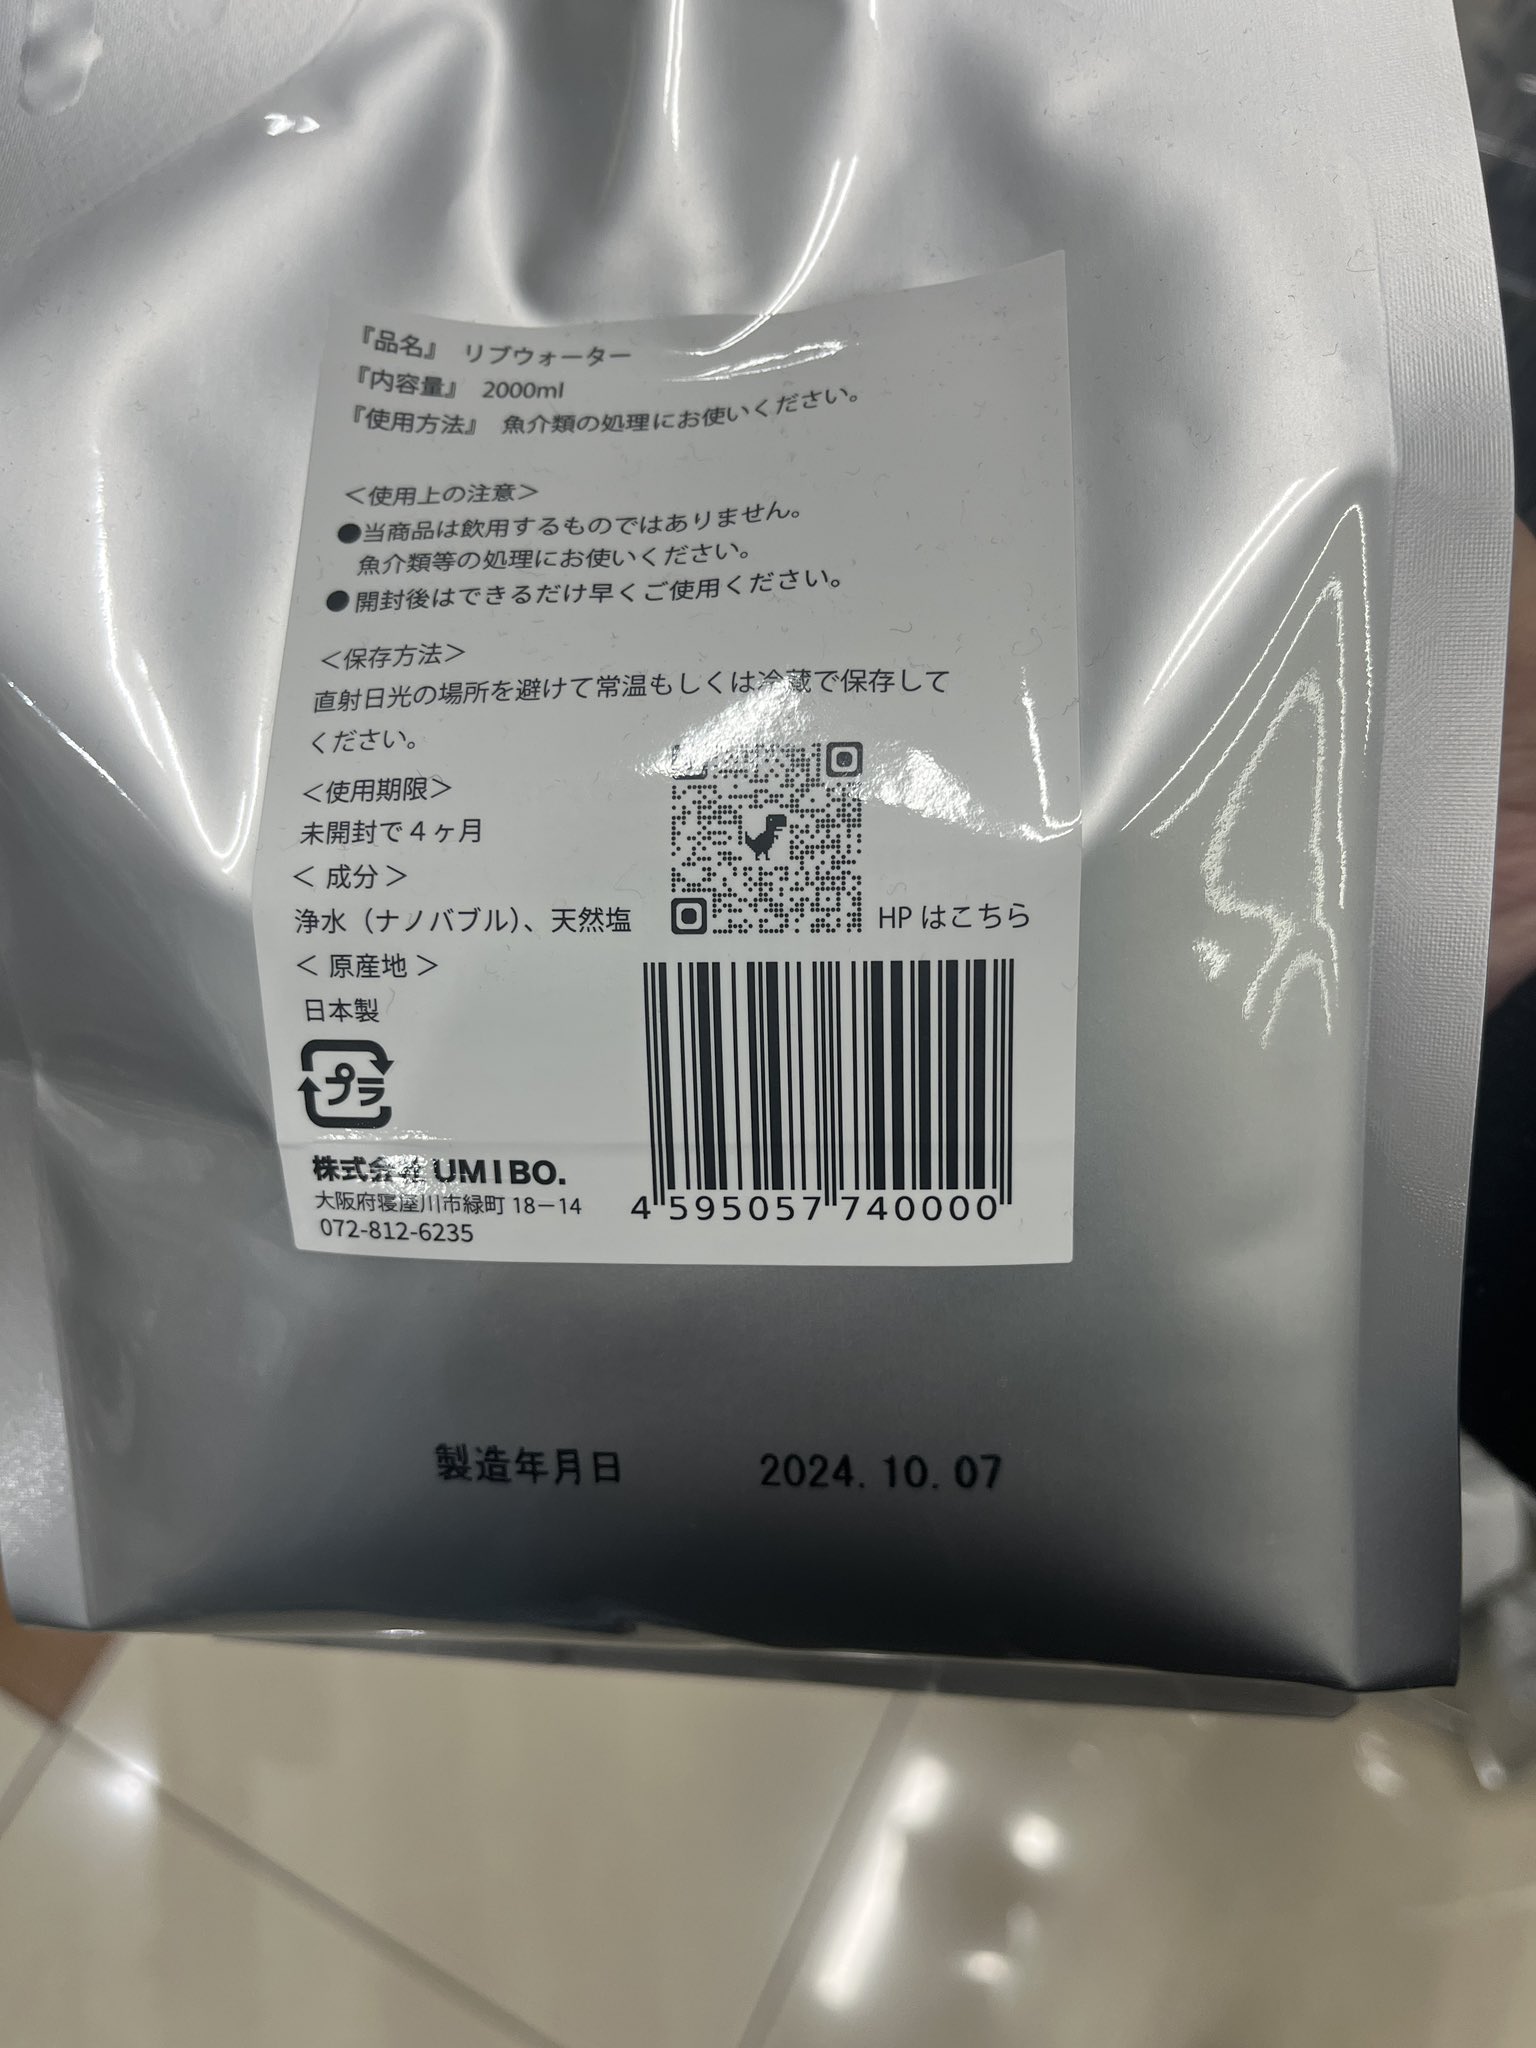 『品名』 リブウォーター
『内容量』 2000ml
『使用方法』 魚介類の処理にお使いください。
＜使用上の注意＞
●当商品は飲用するものではありません。
魚介類等の処理にお使いください。
●開封後はできるだけ早くご使用ください。
＜保存方法＞
直射日光の場所を避けて常温もしくは冷蔵で保存して
ください。
＜使用期限＞
未開封で４ヶ月
＜ 成分 ＞
浄水（ナノバブル）、天然塩
HP はこちら
＜ 原産地 ＞
日本製
プラ
株式会社 UMIBO.
大阪府寝屋川市緑町 18－14
072-812-6235
4 595057 740000
製造年月日 2024.10.07